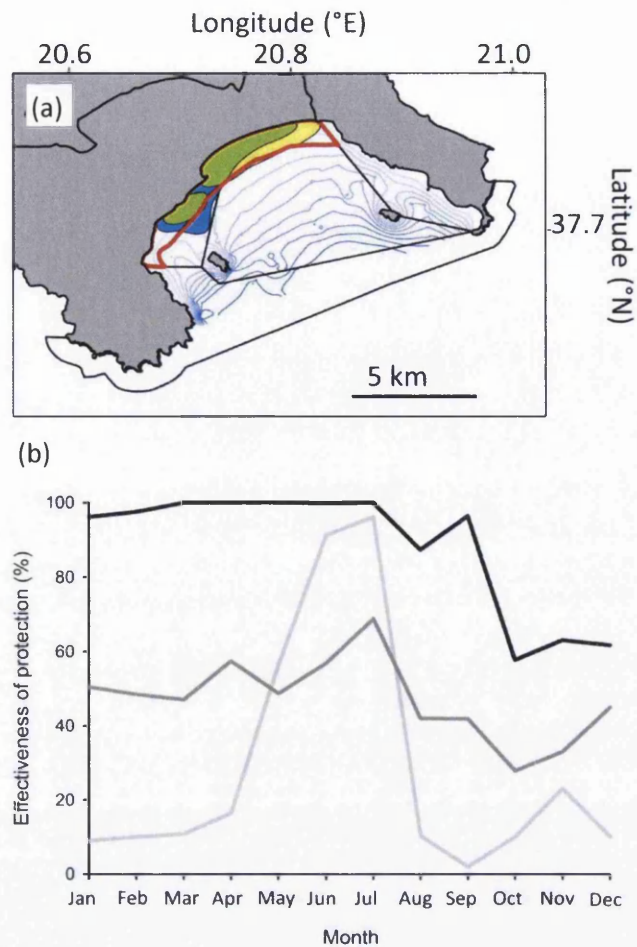 Longitude (°E)
20.6 20.8 21.0
(a)
37.7
Latitude (°N)
5 km
(b)
100
80
60
40
20
0
Effectiveness of protection (%)
Jan Feb Mar Apr May Jun Jul Aug Sep Oct Nov Dec
Month